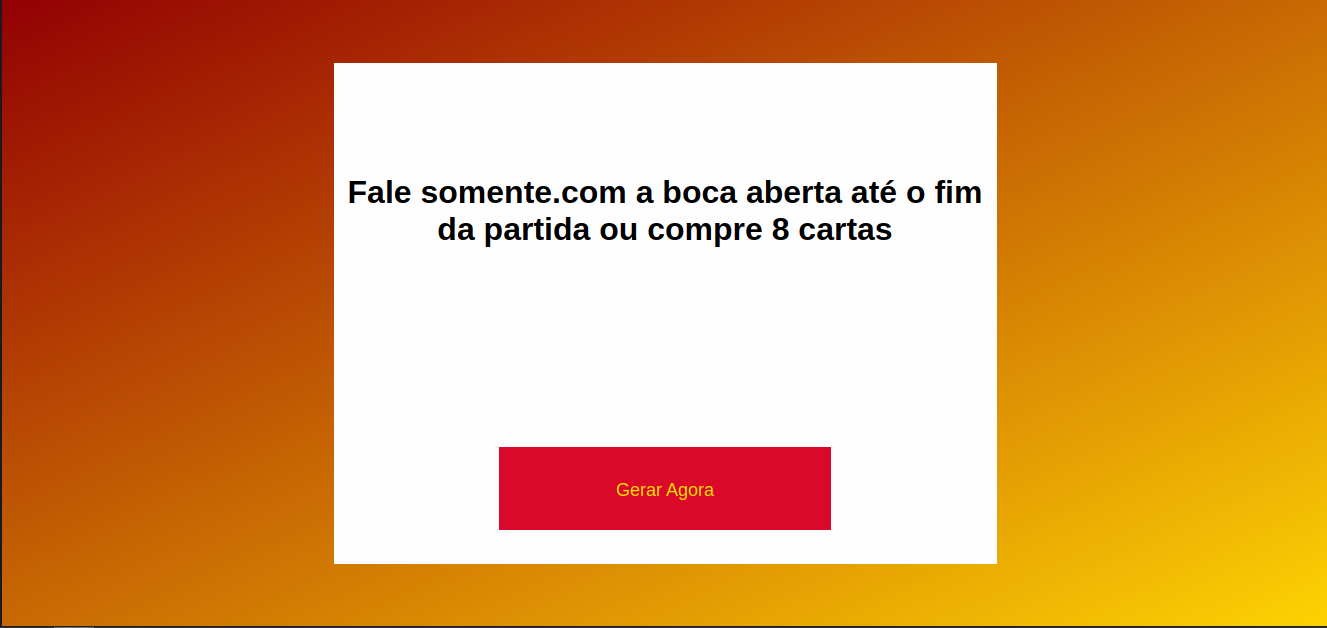 Fale somente.com a boca aberta até o fim
da partida ou compre 8 cartas
Gerar Agora